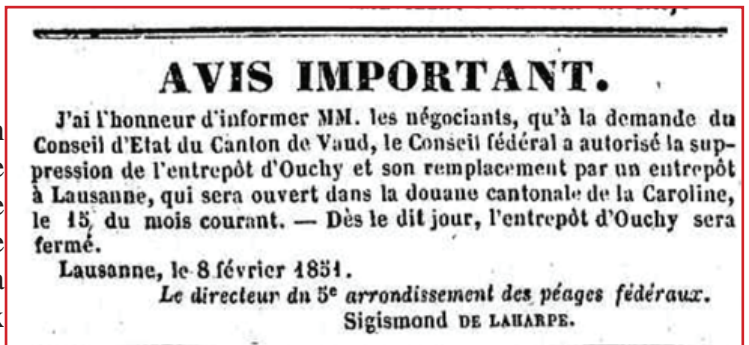 AVIS IMPORTANT.
J'ai l'honneur d'informer MM. les négociants, qu'à la demande du
Conseil d'Etat du Canton de Vaud, le Conseil fédéral a autorisé la sup-
pression de l'entrepôt d'Ouchy et son remplacement par un entrepôt
à Lausanne, qui sera ouvert dans la douane cantonale de la Caroline,
le 15 du mois courant. — Dès le dit jour, l'entrepôt d'Ouchy sera
fermé.
Lausanne, le 8 février 1851.
Le directeur du 5e arrondissement des péages fédéraux.
Sigismond DE LAHARPE.